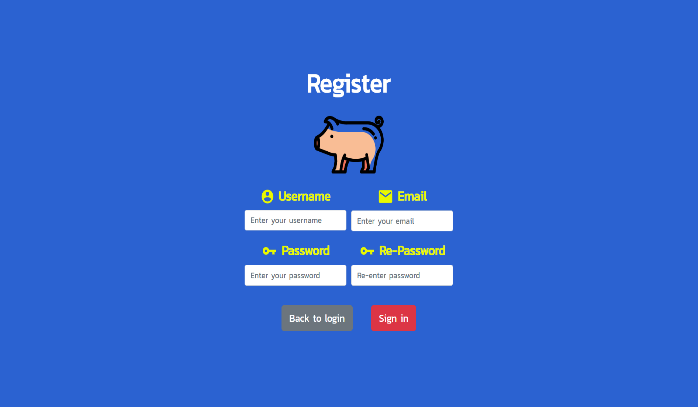 Register
Username
Email
Enter your username
Enter your email
Password
Re-Password
Enter your password
Re-enter password
Back to login
Sign in